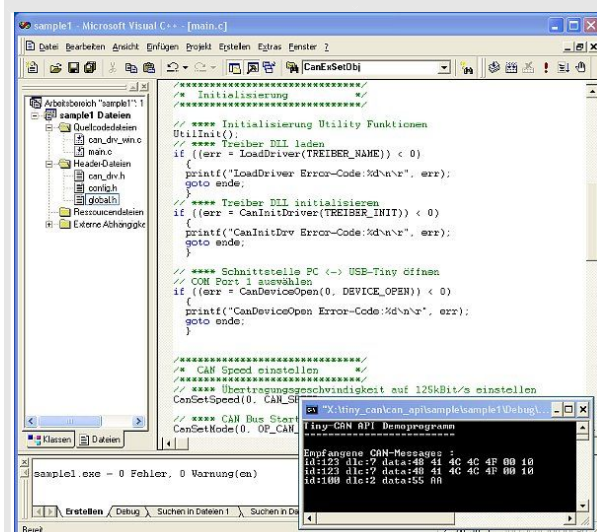 sample1 - Microsoft Visual C++ - [main.c]
Datei Bearbeiten Ansicht Einfügen Projekt Erstellen Extras Fenster ?
CanExSetObj
Arbeitsbereich "sample1": 1
sample1 Dateien
Quellcodedateien
can_drv_win.c
main.c
Header-Dateien
can_drv.h
config.h
global.h
Ressourcendateien
Externe Abhängigke
Klassen Dateien
/******************************/
/* Initialisierung */
/******************************/
// **** Initialisierung Utility Funktionen
UtilInit();
// **** Treiber DLL laden
if ((err = LoadDriver(TREIBER_NAME)) < 0)
{
printf("LoadDriver Error-Code:%d\n\r", err);
goto ende;
}
// **** Treiber DLL initialisieren
if ((err = CanInitDriver(TREIBER_INIT)) < 0)
{
printf("CanInitDrv Error-Code:%d\n\r", err);
goto ende;
}
// **** Schnittstelle PC <-> USB-Tiny öffnen
// COM Port 1 auswählen
if ((err = CanDeviceOpen(0, DEVICE_OPEN)) < 0)
{
printf("CanDeviceOpen Error-Code:%d\n\r", err);
goto ende;
}
/******************************/
/* CAN Speed einstellen */
/******************************/
// **** Übertragungsgeschwindigkeit auf 125kBit/s einstellen
CanSetSpeed(0, CAN_SP
// **** CAN Bus Start
CanSetMode(0, OP_CAN_
"X:\tiny_can\can_api\sample\sample1\Debug\...
Tiny-CAN API Demoprogramm
-------------------------
Empfangene CAN-Messages :
id:123 dlc:7 data:48 41 4C 4C 4F 00 10
id:123 dlc:7 data:48 41 4C 4C 4F 00 10
id:100 dlc:2 data:55 AA
sample1.exe - 0 Fehler, 0 Warnung(en)
Erstellen Debug Suchen in Dateien 1 Suchen in Da
Bereit